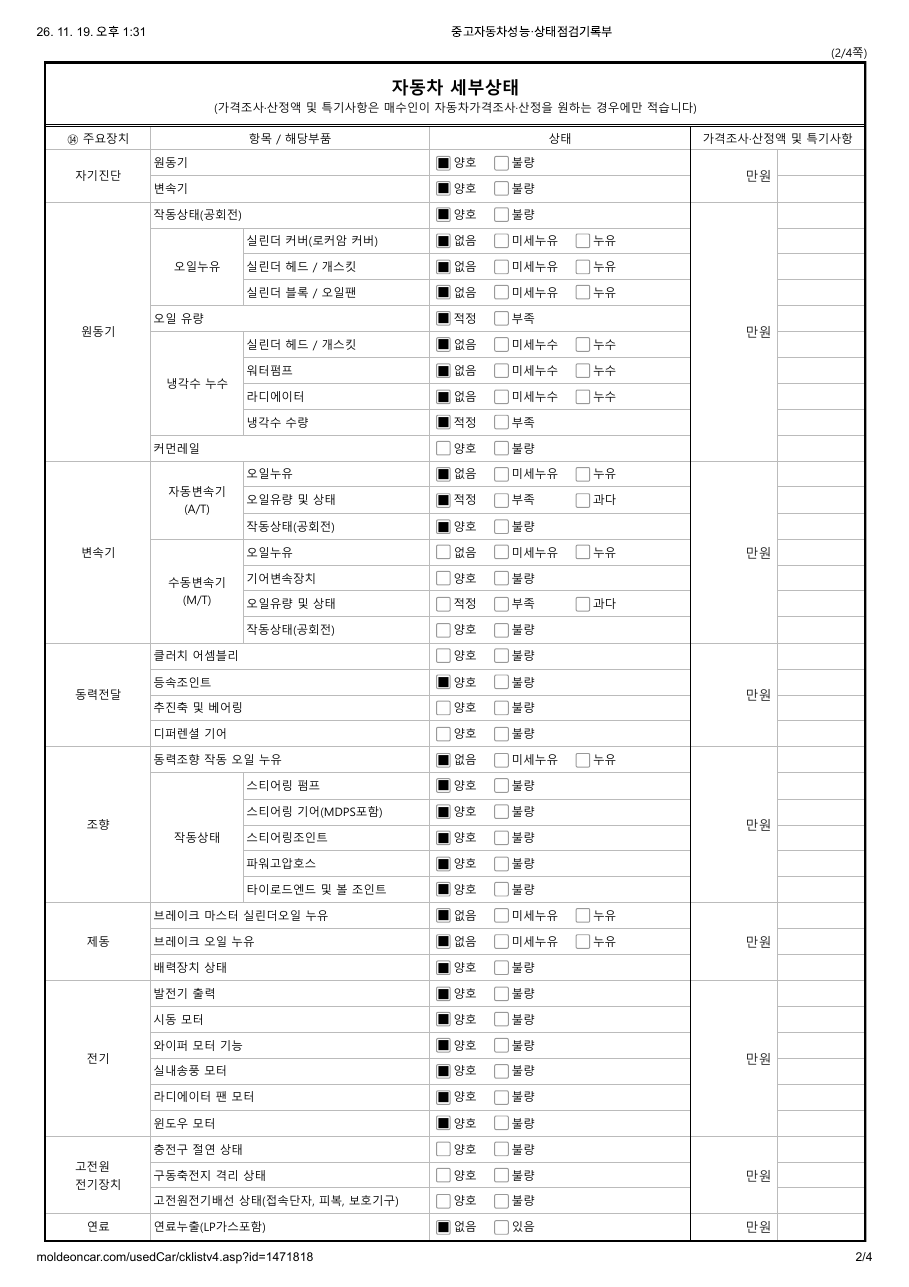 26. 11. 19. 오후 1:31 중고자동차성능·상태점검기록부
(2/4쪽)
자동차 세부상태
(가격조사·산정액 및 특기사항은 매수인이 자동차가격조사·산정을 원하는 경우에만 적습니다)
⑭ 주요장치 항목 / 해당부품 상태 가격조사·산정액 및 특기사항
자기진단 원동기 ■양호 □불량 만원
변속기 ■양호 □불량
원동기 작동상태(공회전) ■양호 □불량 만원
오일누유 실린더 커버(로커암 커버) ■없음 □미세누유 □누유
실린더 헤드 / 개스킷 ■없음 □미세누유 □누유
실린더 블록 / 오일팬 ■없음 □미세누유 □누유
오일 유량 ■적정 □부족
냉각수 누수 실린더 헤드 / 개스킷 ■없음 □미세누수 □누수
워터펌프 ■없음 □미세누수 □누수
라디에이터 ■없음 □미세누수 □누수
냉각수 수량 ■적정 □부족
커먼레일 □양호 □불량
변속기 자동변속기 (A/T) 오일누유 ■없음 □미세누유 □누유 만원
오일유량 및 상태 ■적정 □부족 □과다
작동상태(공회전) ■양호 □불량
수동변속기 (M/T) 오일누유 □없음 □미세누유 □누유
기어변속장치 □양호 □불량
오일유량 및 상태 □적정 □부족 □과다
작동상태(공회전) □양호 □불량
동력전달 클러치 어셈블리 □양호 □불량 만원
등속조인트 ■양호 □불량
추진축 및 베어링 □양호 □불량
디퍼렌셜 기어 □양호 □불량
조향 동력조향 작동 오일 누유 ■없음 □미세누유 □누유 만원
작동상태 스티어링 펌프 ■양호 □불량
스티어링 기어(MDPS포함) ■양호 □불량
스티어링조인트 ■양호 □불량
파워고압호스 ■양호 □불량
타이로드엔드 및 볼 조인트 ■양호 □불량
제동 브레이크 마스터 실린더오일 누유 ■없음 □미세누유 □누유 만원
브레이크 오일 누유 ■없음 □미세누유 □누유
배력장치 상태 ■양호 □불량
전기 발전기 출력 ■양호 □불량 만원
시동 모터 ■양호 □불량
와이퍼 모터 기능 ■양호 □불량
실내송풍 모터 ■양호 □불량
라디에이터 팬 모터 ■양호 □불량
윈도우 모터 ■양호 □불량
고전원 전기장치 충전구 절연 상태 □양호 □불량 만원
구동축전지 격리 상태 □양호 □불량
고전원전기배선 상태(접속단자, 피복, 보호기구) □양호 □불량
연료 연료누출(LP가스포함) ■없음 □있음 만원
moldeoncar.com/usedCar/cklistv4.asp?id=1471818 2/4